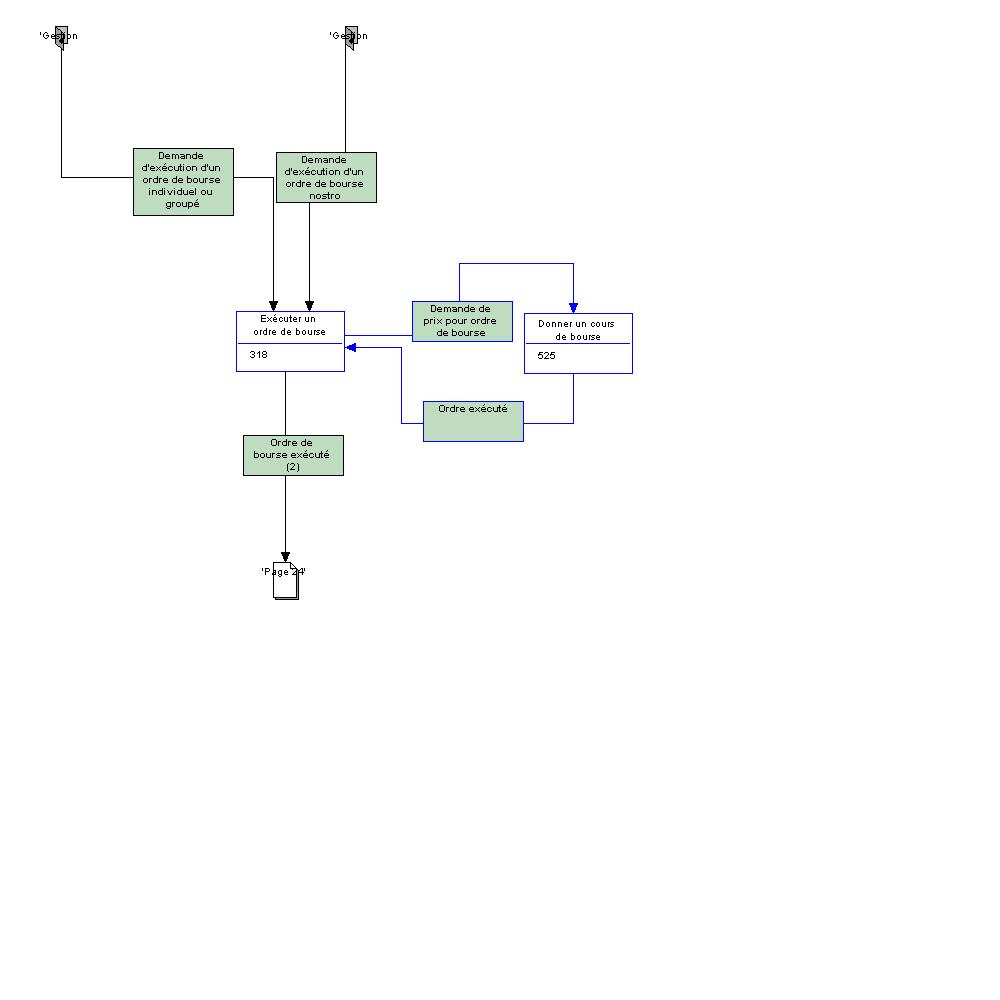 'Gestion
'Gestion
Demande
d'exécution d'un
ordre de bourse
individuel ou
groupé
Demande
d'exécution d'un
ordre de bourse
nostro
Exécuter un
ordre de bourse
318
Demande de
prix pour ordre
de bourse
Donner un cours
de bourse
525
Ordre exécuté
Ordre de
bourse exécuté
(2)
'Page 24'